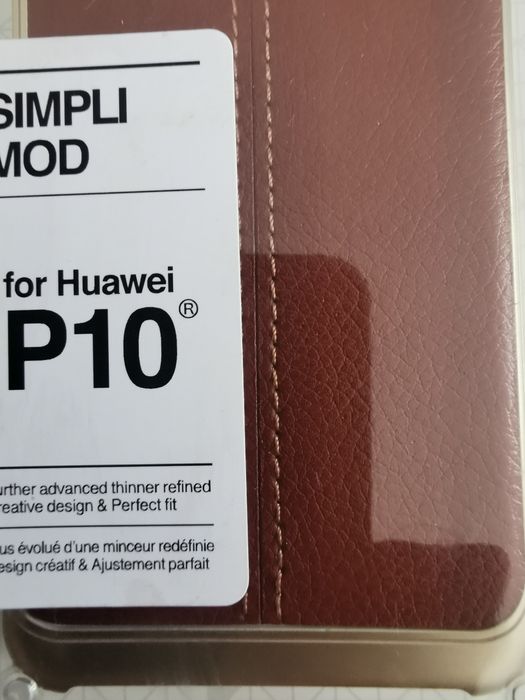 SIMPLI
MOD
for Huawei
P10®
urther advanced thinner refined
reative design & Perfect fit
us évolué d'une minceur redéfinie
esign créatif & Ajustement parfait